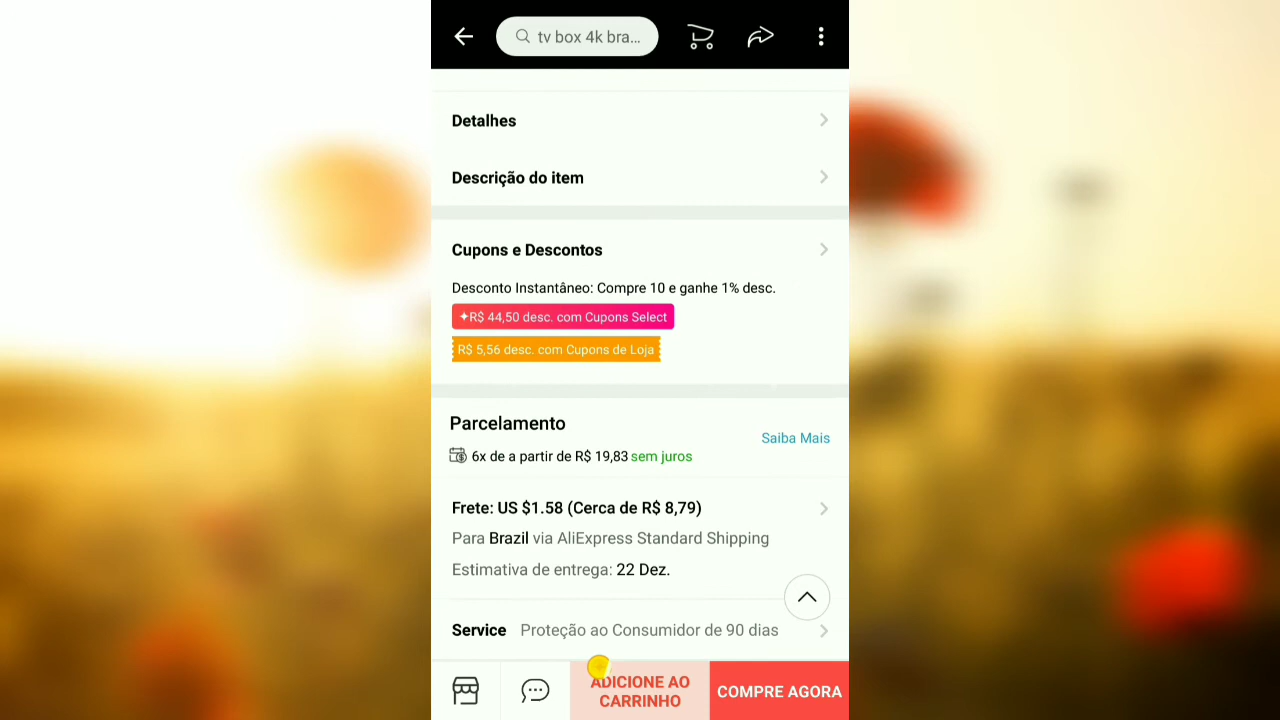 tv box 4k bra...
Detalhes
Descrição do item
Cupons e Descontos
Desconto Instantâneo: Compre 10 e ganhe 1% desc.
✦R$ 44,50 desc. com Cupons Select
R$ 5,56 desc. com Cupons de Loja
Parcelamento
Saiba Mais
6x de a partir de R$ 19,83 sem juros
Frete: US $1.58 (Cerca de R$ 8,79)
Para Brazil via AliExpress Standard Shipping
Estimativa de entrega: 22 Dez.
Service Proteção ao Consumidor de 90 dias
ADICIONE AO
CARRINHO
COMPRE AGORA